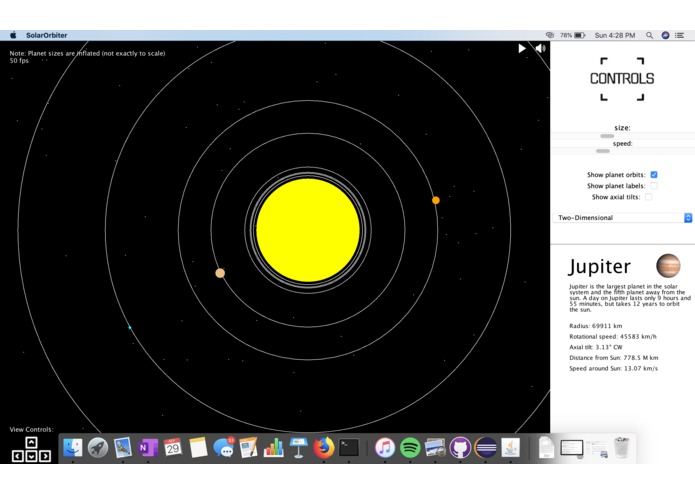 SolarOrbiter
78%
Sun 4:28 PM
Note: Planet sizes are inflated (not exactly to scale)
50 fps
CONTROLS
size:
speed:
Show planet orbits:
Show planet labels:
Show axial tilts:
Two-Dimensional
Jupiter
Jupiter is the largest planet in the solar
system and the fifth planet away from the
sun. A day on Jupiter lasts only 9 hours and
55 minutes, but takes 12 years to orbit
the sun.
Radius: 69911 km
Rotational speed: 45583 km/h
Axial tilt: 3.13° CW
Distance from Sun: 778.5 M km
Speed around Sun: 13.07 km/s
View Controls:
29